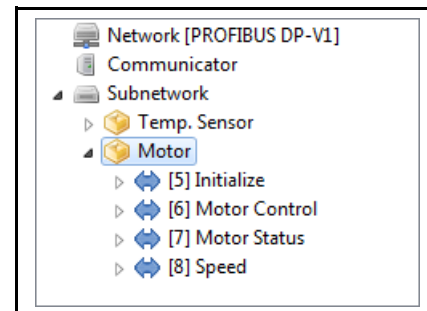 Network [PROFIBUS DP-V1]
Communicator
Subnetwork
Temp. Sensor
Motor
[5] Initialize
[6] Motor Control
[7] Motor Status
[8] Speed